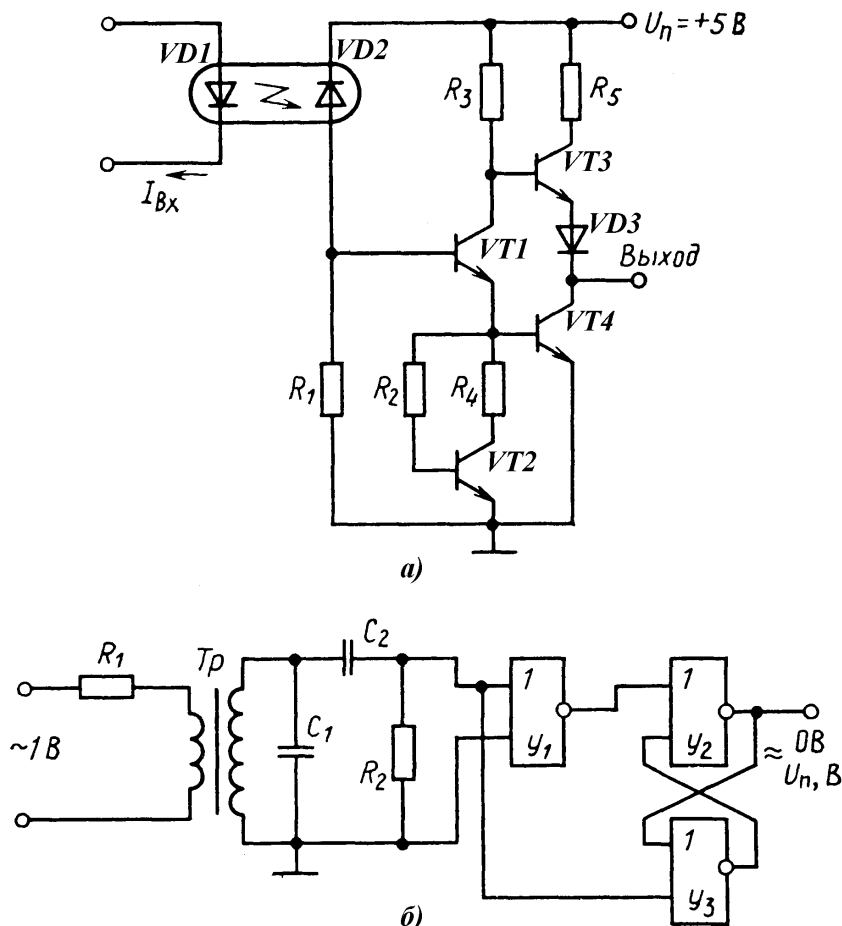 VD1
VD2
Uп = +5 В
R3
R5
VT3
Iвх
VD3
VT1
Выход
VT4
R1
R2
R4
VT2
а)
R1
Тр
C2
~1В
C1
R2
1
У1
1
У2
≈ 0В
Uп, В
1
У3
б)